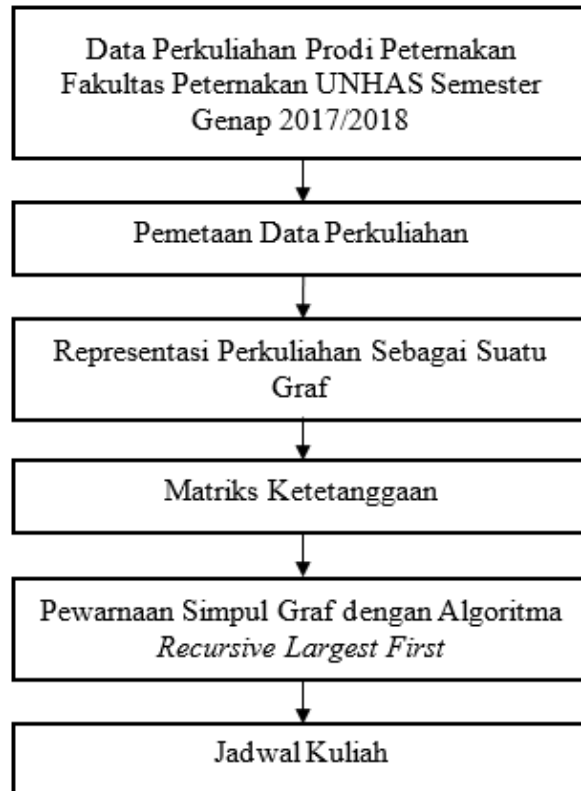 Data Perkuliahan Prodi Peternakan
Fakultas Peternakan UNHAS Semester
Genap 2017/2018
Pemetaan Data Perkuliahan
Representasi Perkuliahan Sebagai Suatu
Graf
Matriks Ketetanggaan
Pewarnaan Simpul Graf dengan Algoritma
Recursive Largest First
Jadwal Kuliah